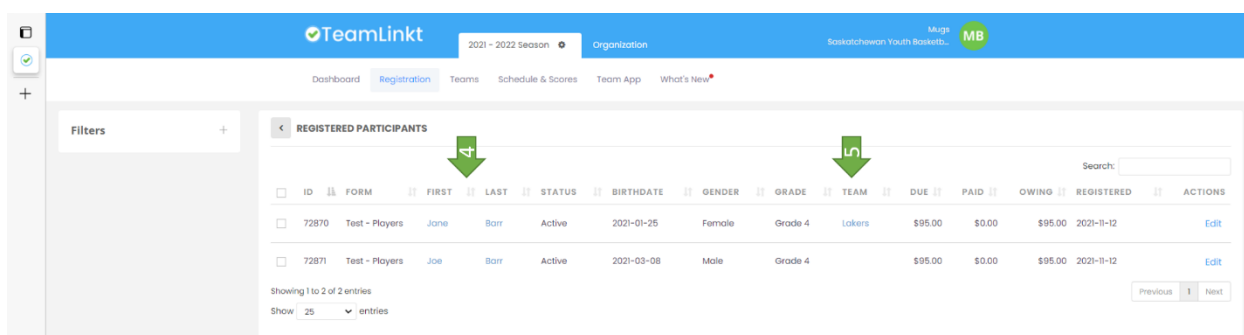 TeamLinkt
2021 - 2022 Season
Organization
Mugs
Saskatchewan Youth Basketb...
MB
Dashboard Registration Teams Schedule & Scores Team App What's New
Filters
REGISTERED PARTICIPANTS
4
5
Search:
ID FORM FIRST LAST STATUS BIRTHDATE GENDER GRADE TEAM DUE PAID OWING REGISTERED ACTIONS
72870 Test - Players Jane Barr Active 2021-01-25 Female Grade 4 Lakers $95.00 $0.00 $95.00 2021-11-12 Edit
72871 Test - Players Joe Barr Active 2021-03-08 Male Grade 4 $95.00 $0.00 $95.00 2021-11-12 Edit
Showing 1 to 2 of 2 entries
Previous 1 Next
Show 25 entries